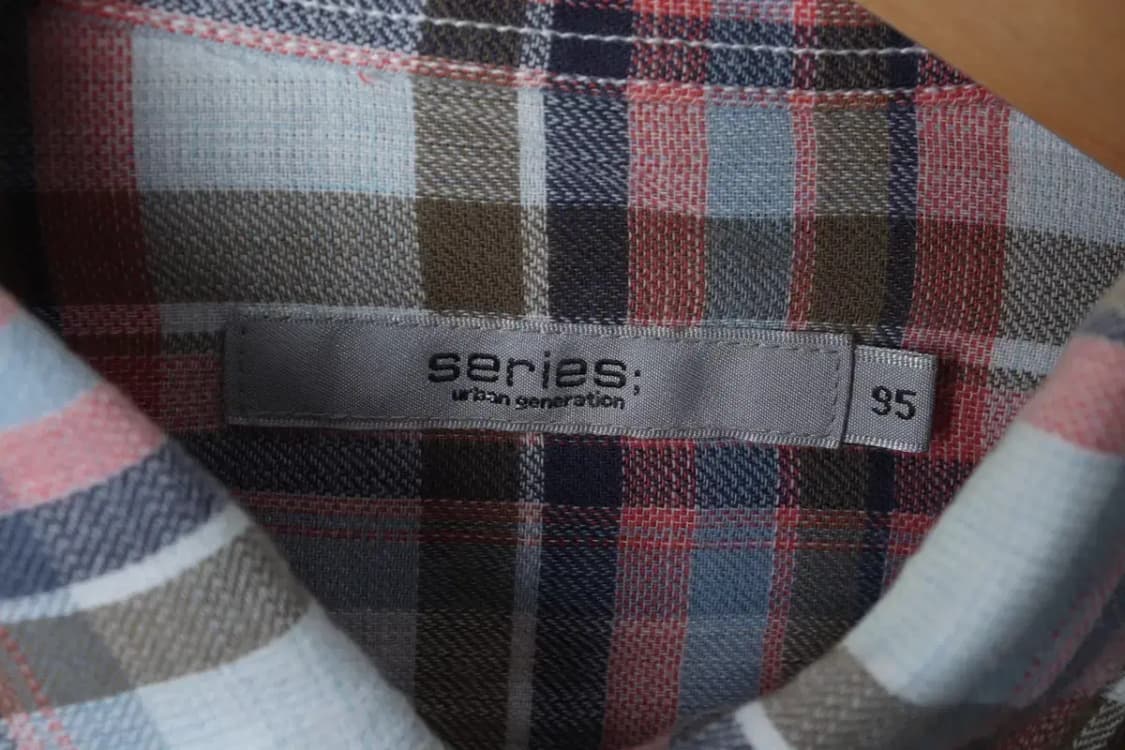 series;
urban generation
95